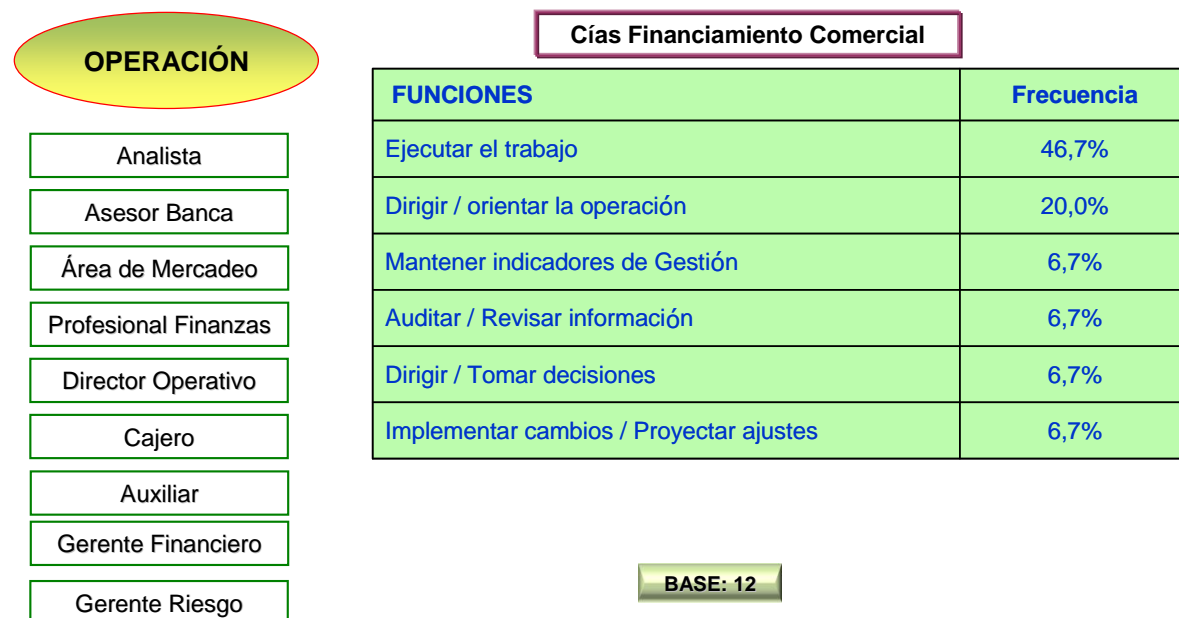 OPERACIÓN
Analista
Asesor Banca
Área de Mercadeo
Profesional Finanzas
Director Operativo
Cajero
Auxiliar
Gerente Financiero
Gerente Riesgo
Cías Financiamiento Comercial
FUNCIONES Frecuencia
Ejecutar el trabajo 46,7%
Dirigir / orientar la operación 20,0%
Mantener indicadores de Gestión 6,7%
Auditar / Revisar información 6,7%
Dirigir / Tomar decisiones 6,7%
Implementar cambios / Proyectar ajustes 6,7%
BASE: 12